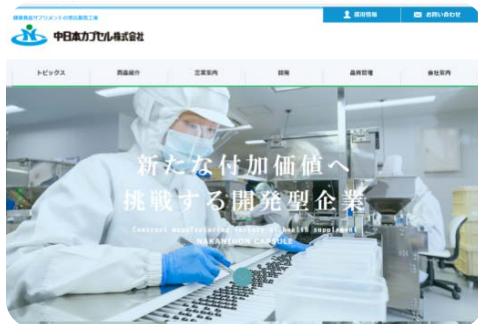 健康食品サプリメントの受託製造工場
採用情報
お問い合わせ
中日本カプセル株式会社
トピックス
商品紹介
工業案内
開発
品質管理
会社案内
新たな付加価値へ
挑戦する開発型企業
Contract manufacturing factory of health supplement
NAKANIHON CAPSULE